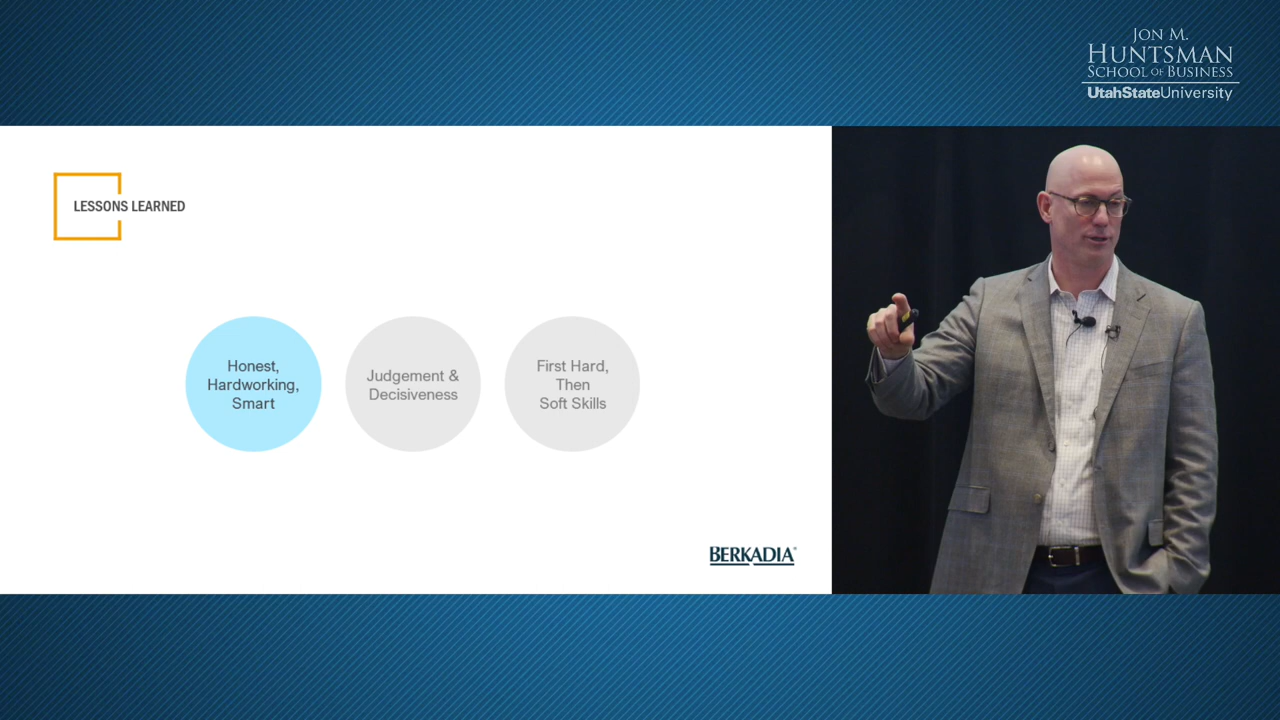 JON M.
HUNTSMAN
SCHOOL OF BUSINESS
UtahStateUniversity
LESSONS LEARNED
Honest,
Hardworking,
Smart
Judgement &
Decisiveness
First Hard,
Then
Soft Skills
BERKADIA®